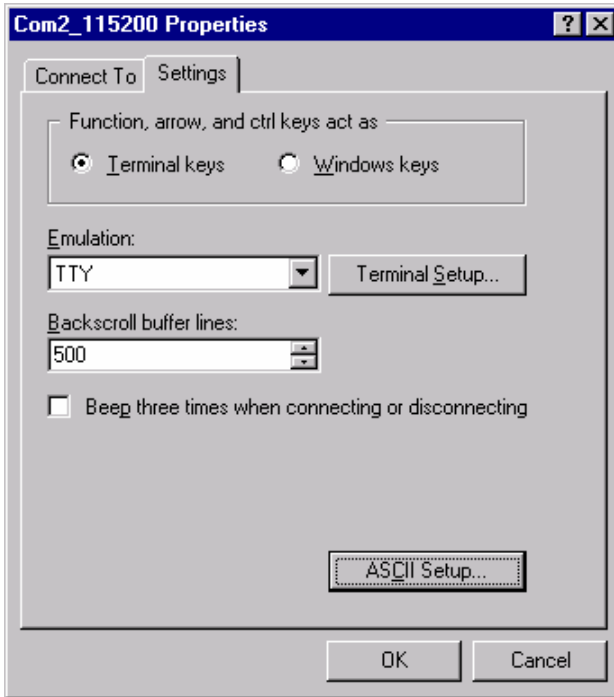 Com2_115200 Properties
Connect To Settings
Function, arrow, and ctrl keys act as
Terminal keys Windows keys
Emulation:
TTY Terminal Setup...
Backscroll buffer lines:
500
Beep three times when connecting or disconnecting
ASCII Setup...
OK Cancel